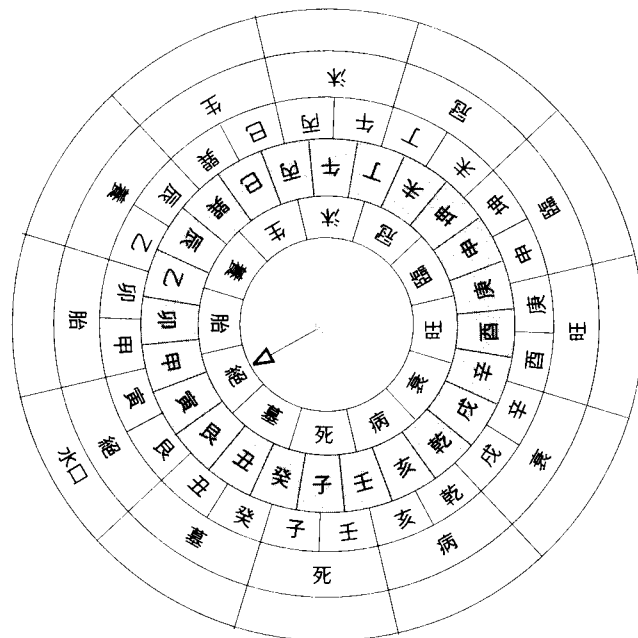 水口
沐 冠 臨 旺 衰 病 死 墓 絕 胎 養 生
午 丁 未 坤 申 庚 酉 辛 戌 乾 亥 壬 子 癸 丑 艮 寅 甲 卯 乙 辰 巽 巳 丙
午 丁 未 坤 申 庚 酉 辛 戌 乾 亥 壬 子 癸 丑 艮 寅 甲 卯 乙 辰 巽 巳 丙
沐 冠 臨 旺 衰 病 死 墓 絕 胎 養 生